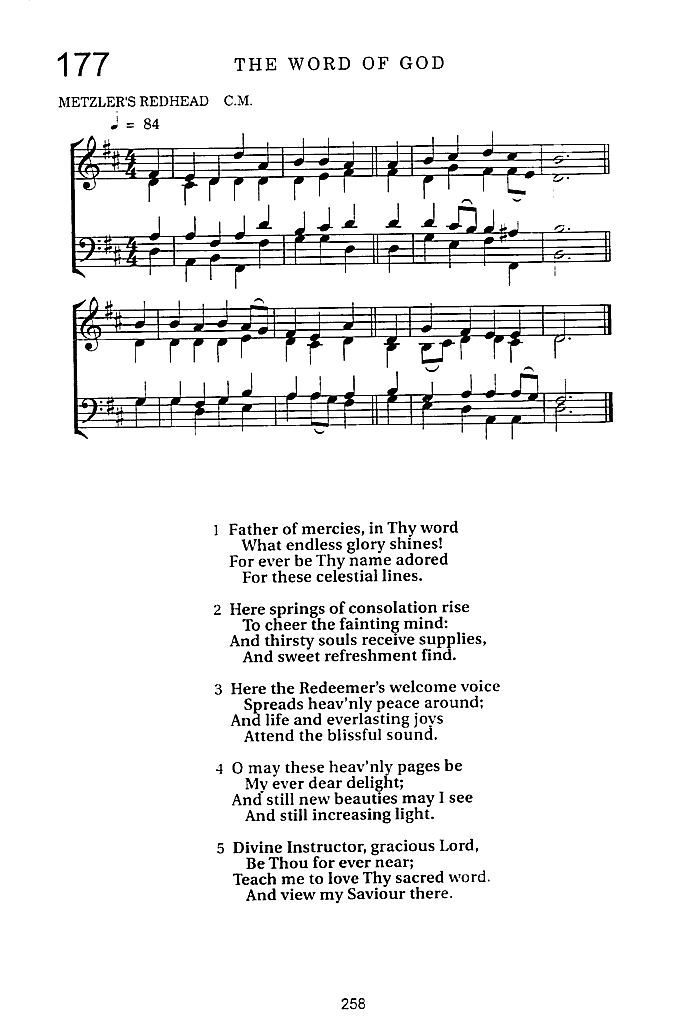 177
THE WORD OF GOD
METZLER'S REDHEAD C.M.
♩ = 84
1 Father of mercies, in Thy word
What endless glory shines!
For ever be Thy name adored
For these celestial lines.
2 Here springs of consolation rise
To cheer the fainting mind:
And thirsty souls receive supplies,
And sweet refreshment find.
3 Here the Redeemer's welcome voice
Spreads heav'nly peace around;
And life and everlasting joys
Attend the blissful sound.
4 O may these heav'nly pages be
My ever dear delight;
And still new beauties may I see
And still increasing light.
5 Divine Instructor, gracious Lord,
Be Thou for ever near;
Teach me to love Thy sacred word.
And view my Saviour there.
258